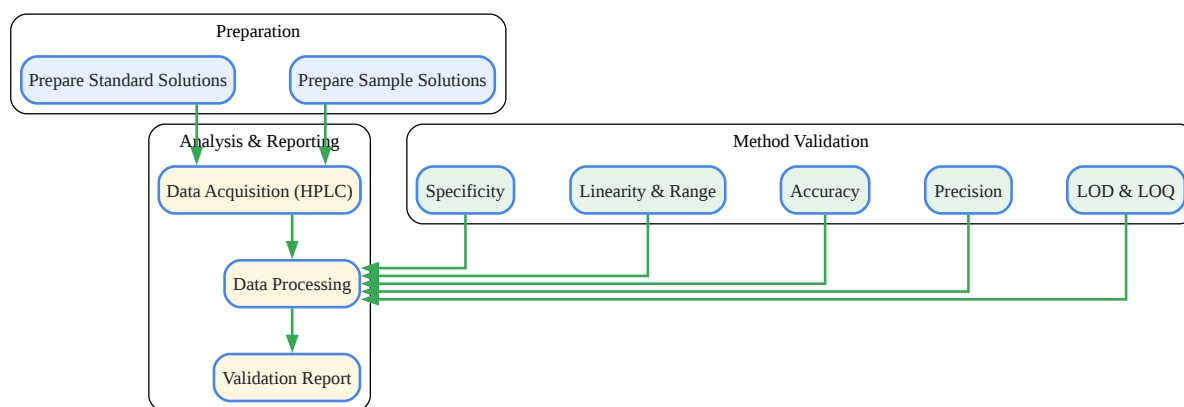 Preparation
Prepare Standard Solutions
Prepare Sample Solutions
Analysis & Reporting
Method Validation
Data Acquisition (HPLC)
Specificity
Linearity & Range
Accuracy
Precision
LOD & LOQ
Data Processing
Validation Report